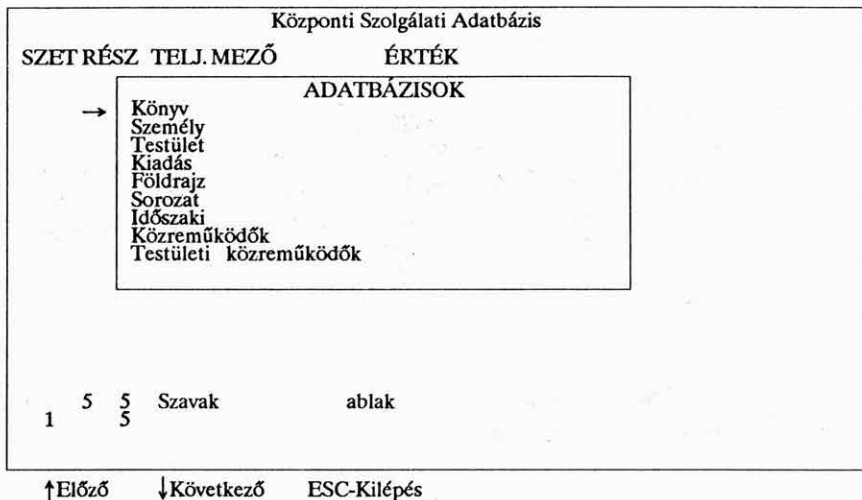 Központi Szolgálati Adatbázis
SZET RÉSZ TELJ. MEZŐ ÉRTÉK
ADATBÁZISOK
→ Könyv
Személy
Testület
Kiadás
Földrajz
Sorozat
Időszaki
Közreműködők
Testületi közreműködők
5 5 Szavak ablak
1 5
↑Előző ↓Következő ESC-Kilépés